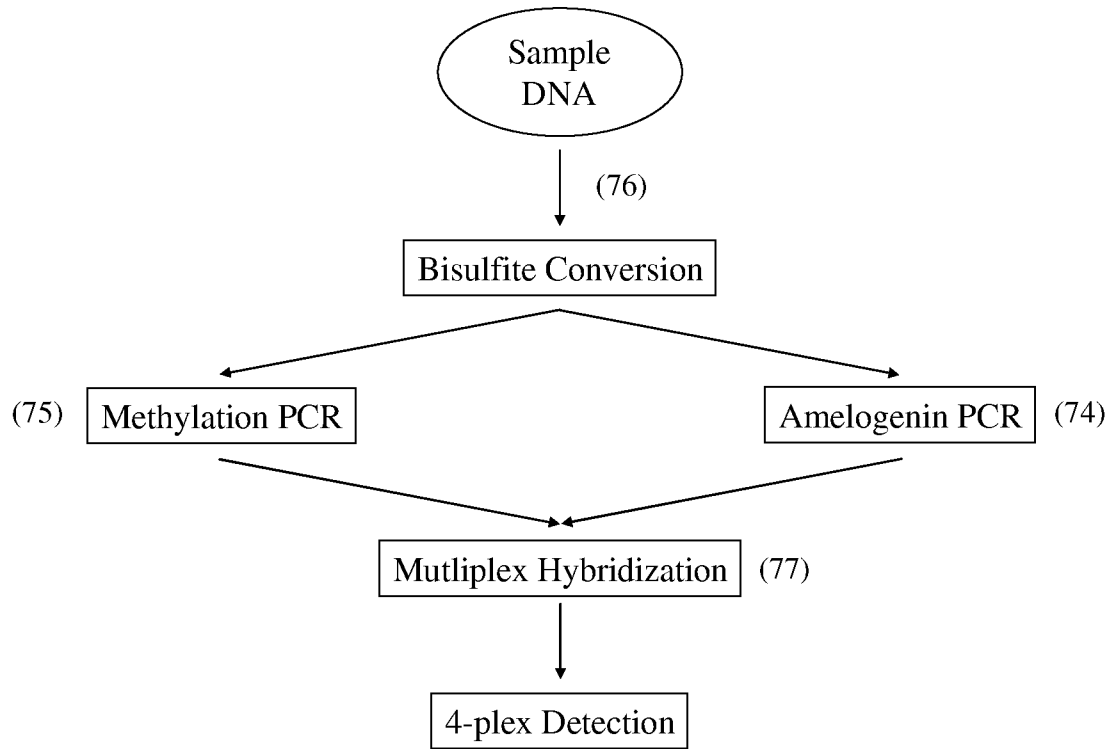 Sample
DNA
(76)
Bisulfite Conversion
(75)
Methylation PCR
Amelogenin PCR
(74)
Mutliplex Hybridization
(77)
4-plex Detection